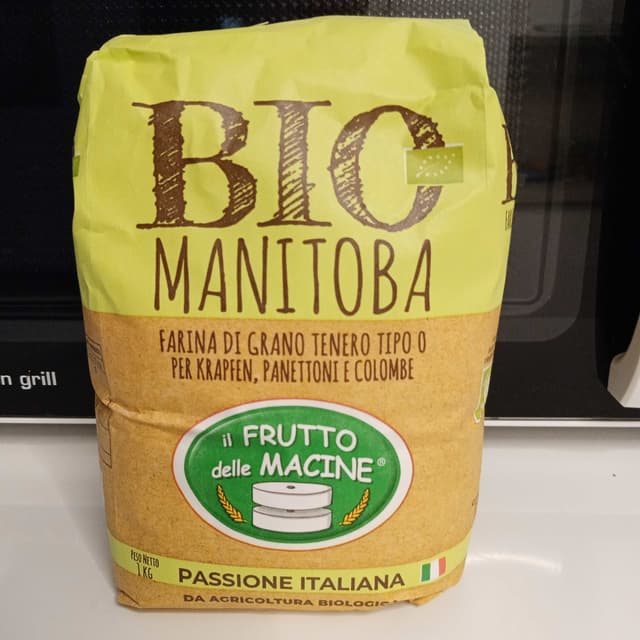 BIO
MANITOBA
FARINA DI GRANO TENERO TIPO 0
PER KRAPFEN, PANETTONI E COLOMBE
n grill
il FRUTTO
delle MACINE®
PESO NETTO
1 KG
PASSIONE ITALIANA
DA AGRICOLTURA BIOLOGICA